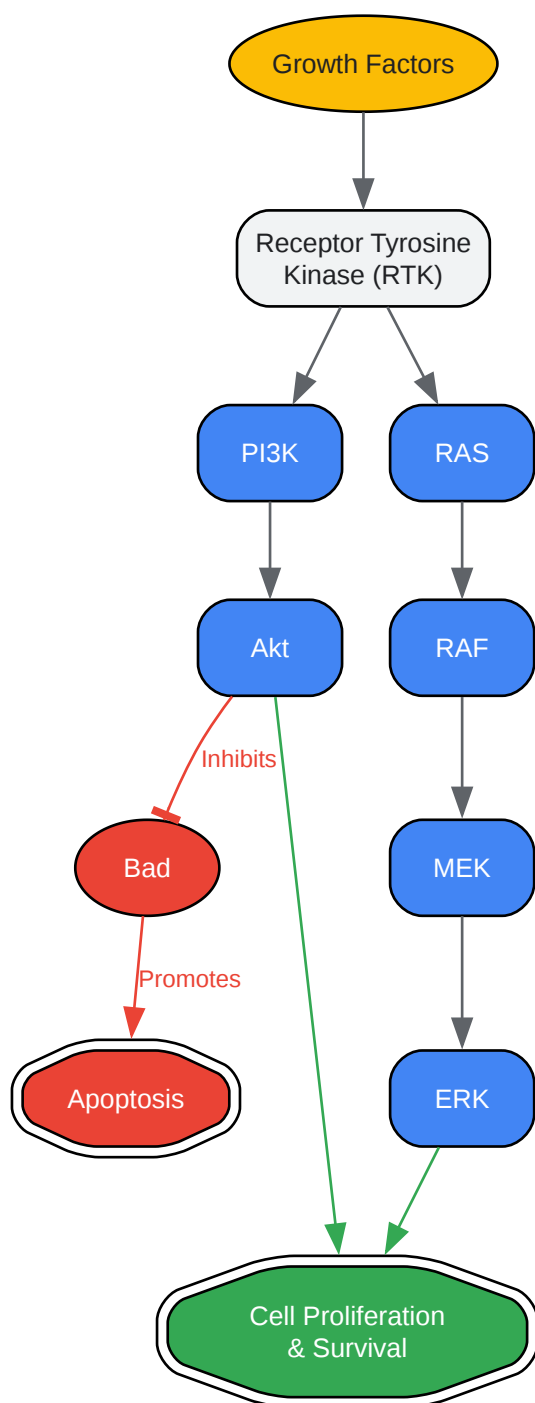 Growth Factors
Receptor Tyrosine
Kinase (RTK)
PI3K
RAS
Akt
RAF
Inhibits
Bad
MEK
Promotes
Apoptosis
ERK
Cell Proliferation
& Survival